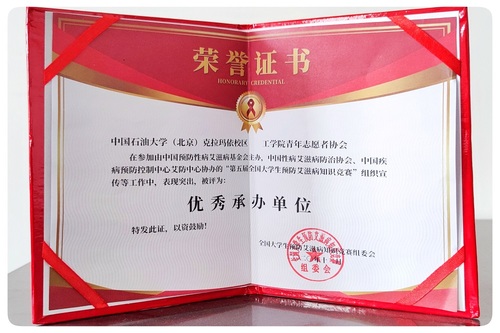 荣誉证书
HONORARY CREDENTIAL
中国石油大学（北京）克拉玛依校区 工学院青年志愿者协会
在参加由中国预防性病艾滋病基金会主办，中国性病艾滋病防治协会、中国疾
病预防控制中心艾防中心协办的“第五届全国大学生预防艾滋病知识竞赛”组织宣
传等工作中，表现突出，被评为：
优秀承办单位
特发此证，以资鼓励！
全国大学生预防艾滋病知识竞赛组委会
组委会